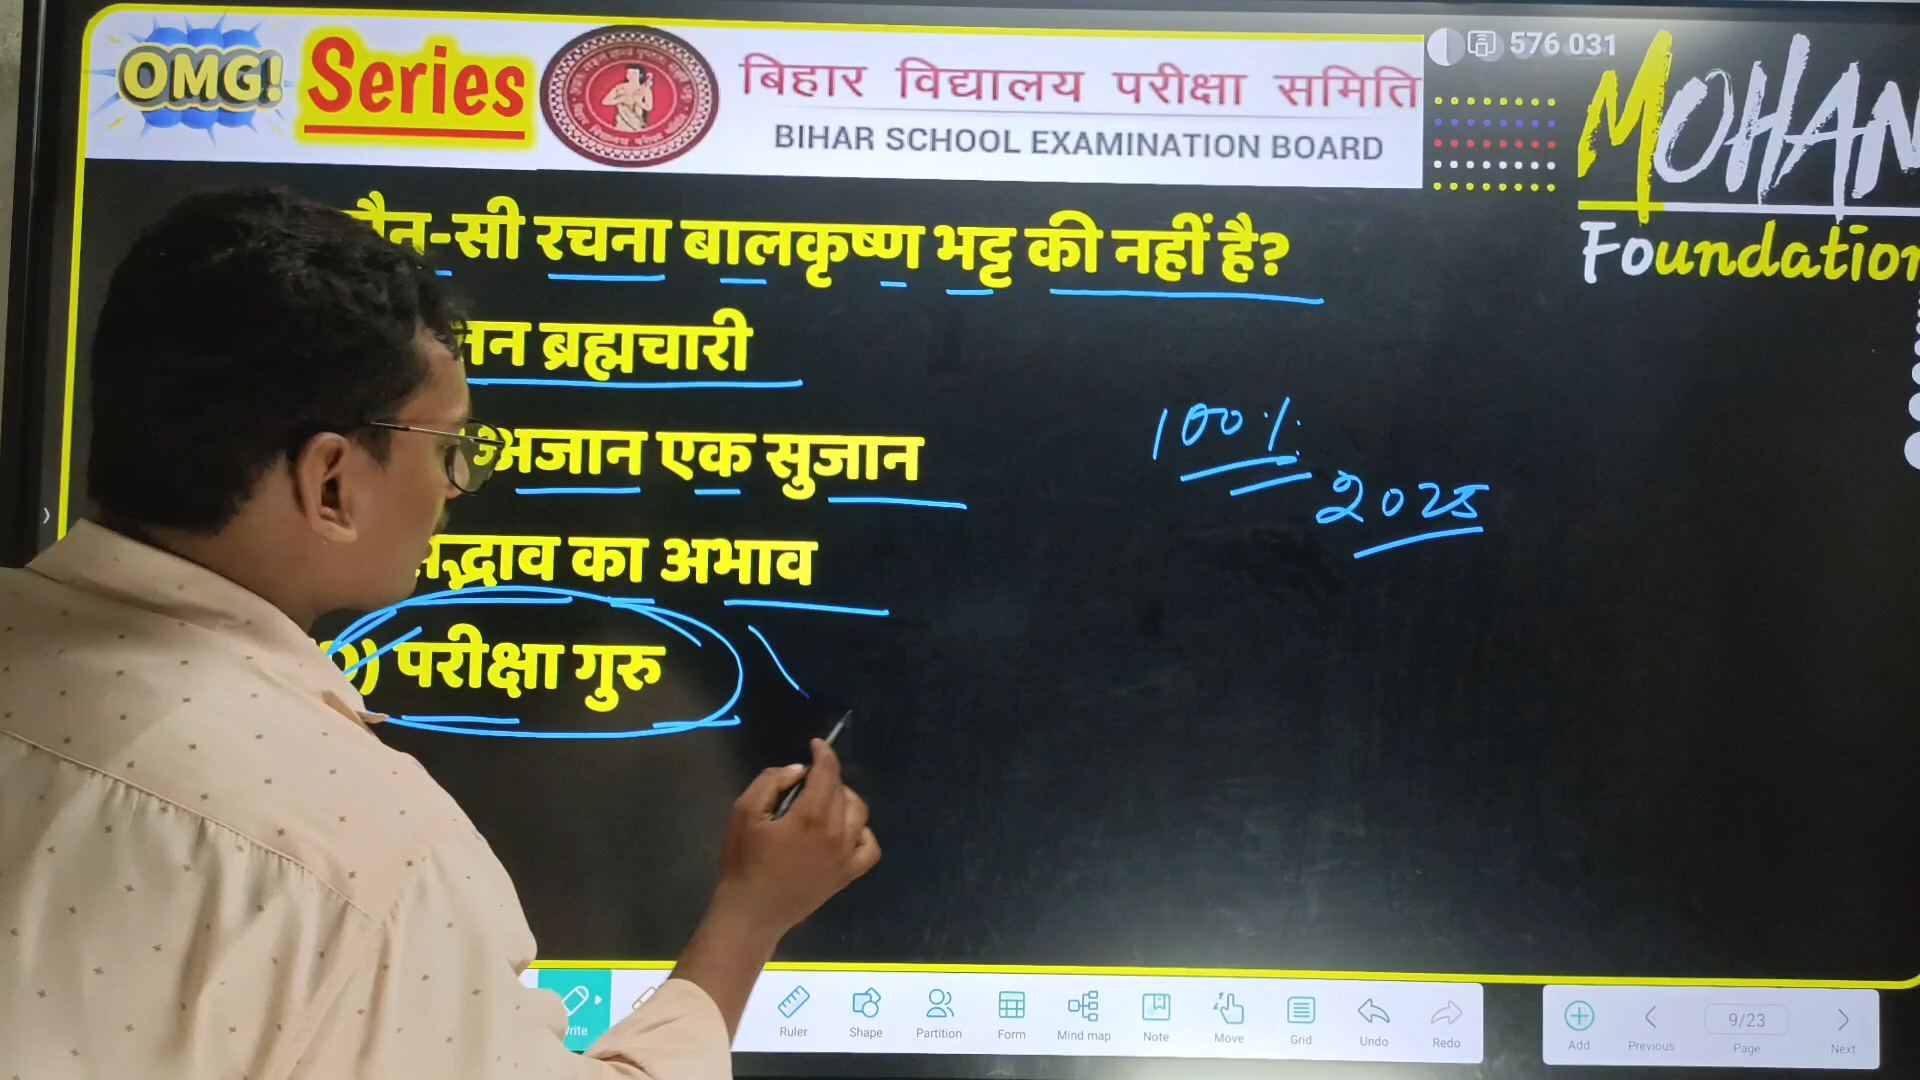 OMG! Series
बिहार विद्यालय परीक्षा समिति
BIHAR SCHOOL EXAMINATION BOARD
576 031
MOHAN
Foundation
रचना बालकृष्ण भट्ट की नहीं है?
ब्रह्मचारी
अजान एक सुजान
का अभाव
परीक्षा गुरु
100%
2025
Ruler
Shape
Partition
Form
Mind map
Note
Move
Grid
Undo
Redo
Add
Previous
9/23
Page
Next